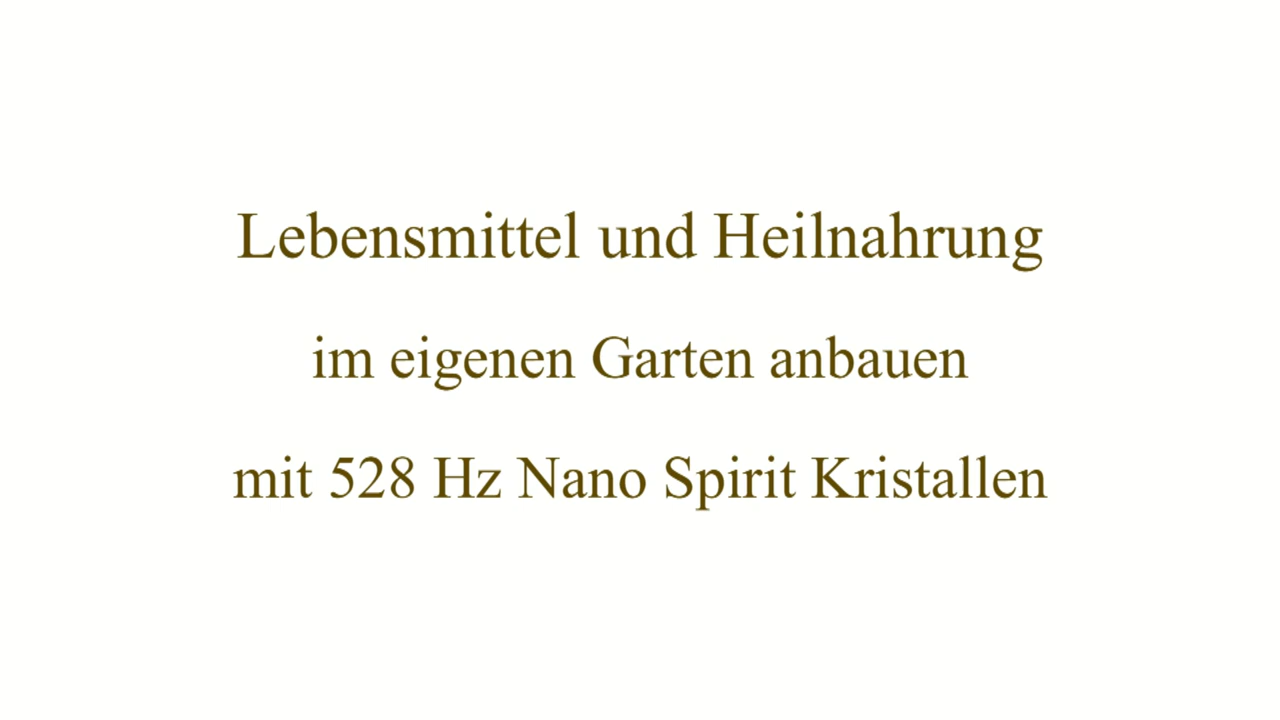 Lebensmittel und Heilnahrung
im eigenen Garten anbauen
mit 528 Hz Nano Spirit Kristallen